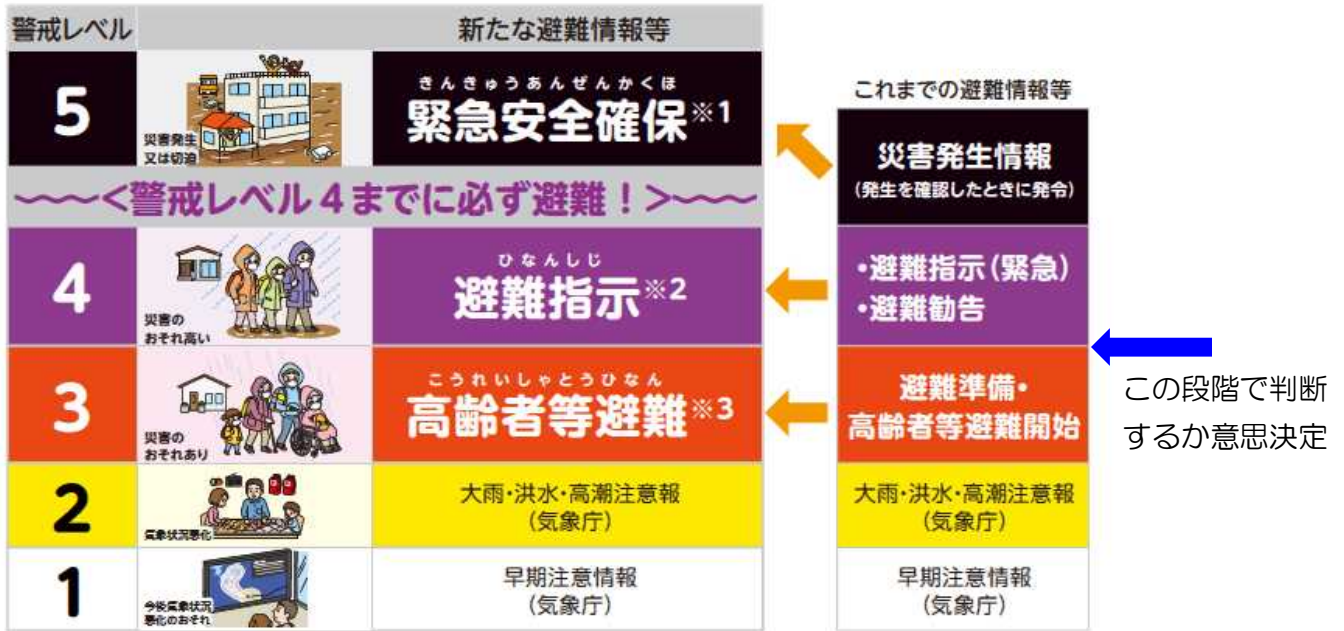 警戒レベル
新たな避難情報等
5
災害発生
又は切迫
きんきゅうあんぜんかくほ
緊急安全確保※1
〜〜〜<警戒レベル4までに必ず避難！>〜〜〜
4
災害の
おそれ高い
ひなんしじ
避難指示※2
3
災害の
おそれあり
こうれいしゃとうひなん
高齢者等避難※3
2
気象状況悪化
大雨・洪水・高潮注意報
(気象庁)
1
今後気象状況
悪化のおそれ
早期注意情報
(気象庁)
これまでの避難情報等
災害発生情報
(発生を確認したときに発令)
・避難指示(緊急)
・避難勧告
避難準備・
高齢者等避難開始
大雨・洪水・高潮注意報
(気象庁)
早期注意情報
(気象庁)
この段階で判断
するか意思決定